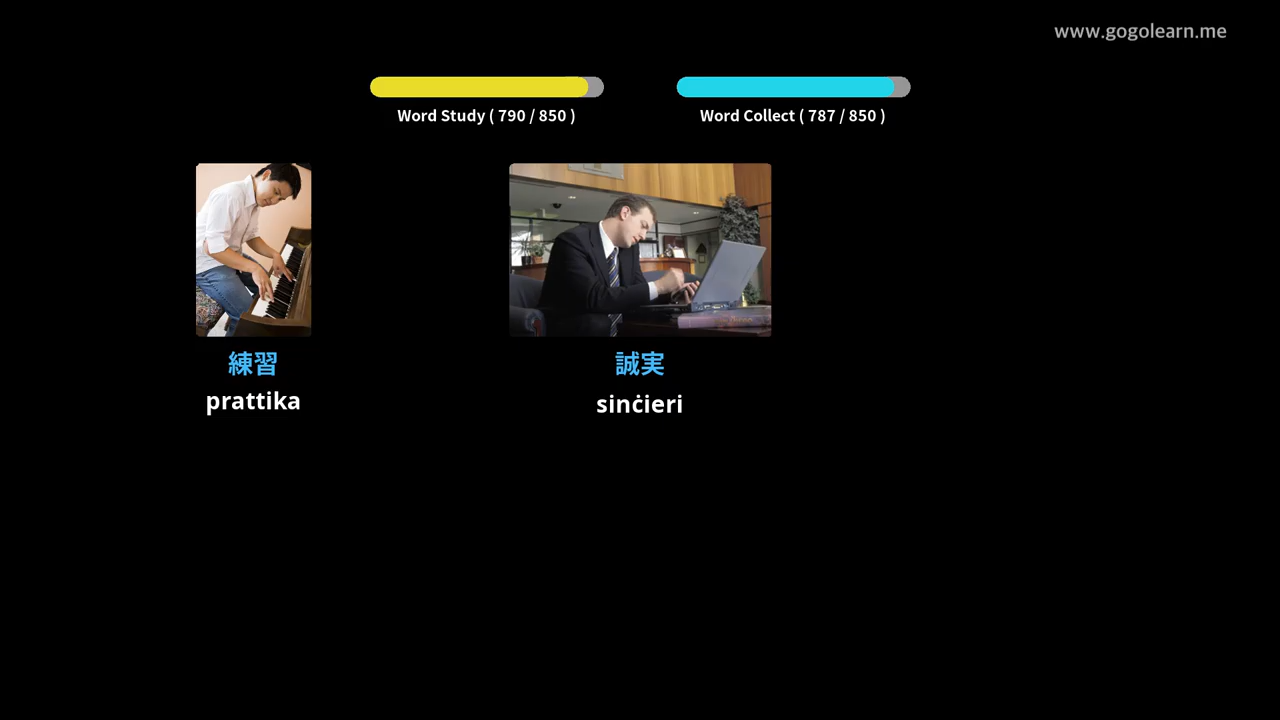 www.gogolearn.me
Word Study ( 790 / 850 )
Word Collect ( 787 / 850 )
練習
prattika
誠実
sinċieri